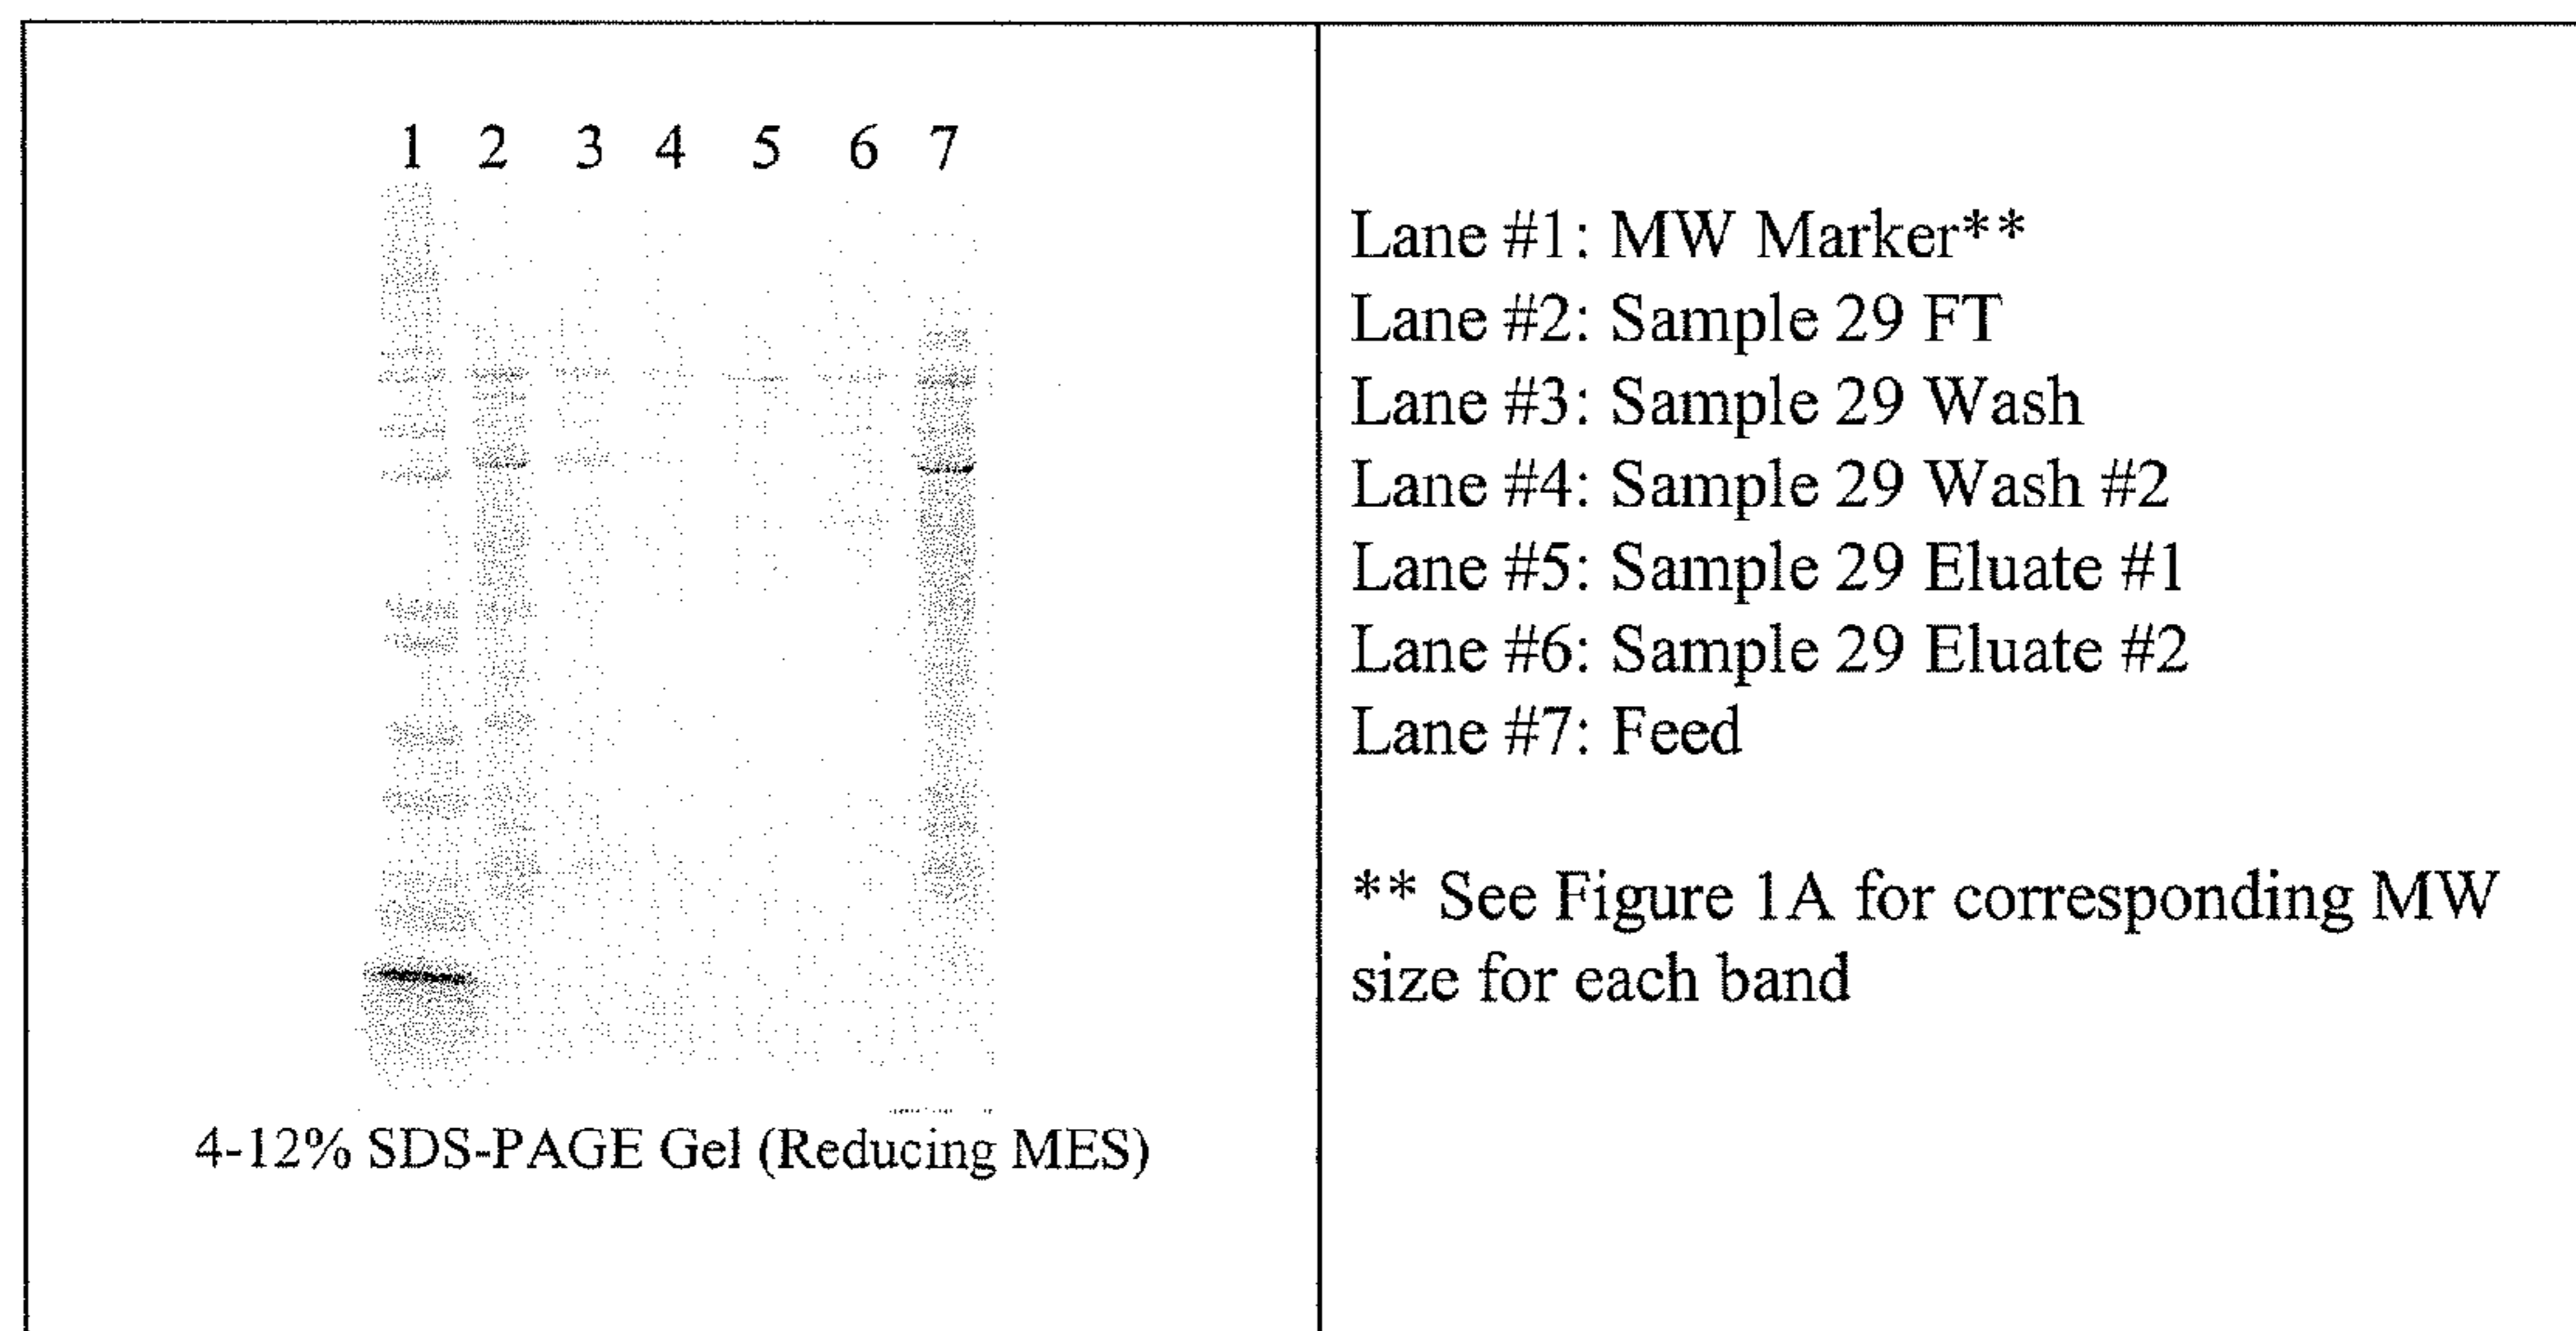 1 2 3 4 5 6 7
4-12% SDS-PAGE Gel (Reducing MES)
Lane #1: MW Marker**
Lane #2: Sample 29 FT
Lane #3: Sample 29 Wash
Lane #4: Sample 29 Wash #2
Lane #5: Sample 29 Eluate #1
Lane #6: Sample 29 Eluate #2
Lane #7: Feed
** See Figure 1A for corresponding MW
size for each band